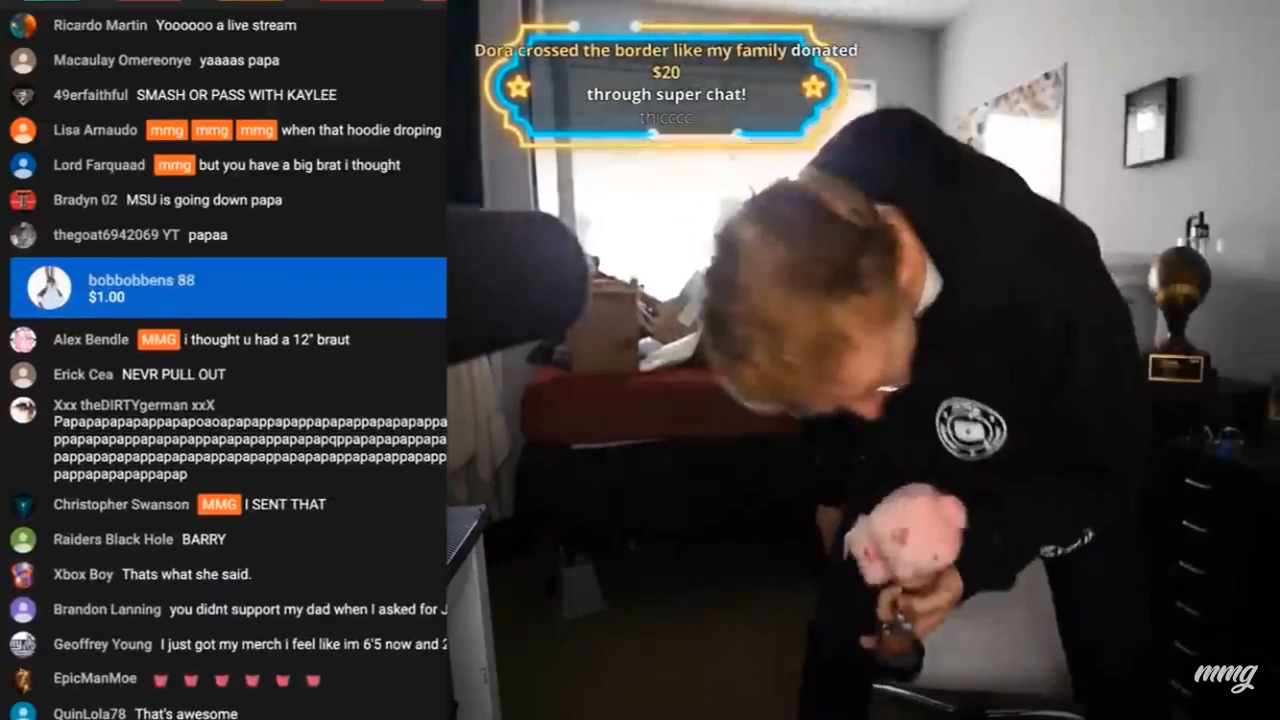 Ricardo Martin Yoooooo a live stream
Macaulay Omereonye yaaaas papa
49erfaithful SMASH OR PASS WITH KAYLEE
Lisa Arnaudo mmg mmg mmg when that hoodie droping
Lord Farquaad mmg but you have a big brat i thought
Bradyn 02 MSU is going down papa
thegoat6942069 YT papaa
bobbobbens 88
$1.00
Alex Bendle MMG i thought u had a 12" braut
Erick Cea NEVR PULL OUT
Xxx theDIRTYgerman xxX
Papapapapapappapapoaoapapappapappapapappapapappapa
ppapapapappapapapappapapappapapapqppapapapappapa
pappapapappapapappapapappapapapappapapappapapp
pappapapapappapap
Christopher Swanson MMG I SENT THAT
Raiders Black Hole BARRY
Xbox Boy Thats what she said.
Brandon Lanning you didnt support my dad when I asked for J
Geoffrey Young I just got my merch i feel like im 6'5 now and 2
EpicManMoe
QuinLola78 That's awesome
Dora crossed the border like my family donated
$20
through super chat!
thicccc
mmg